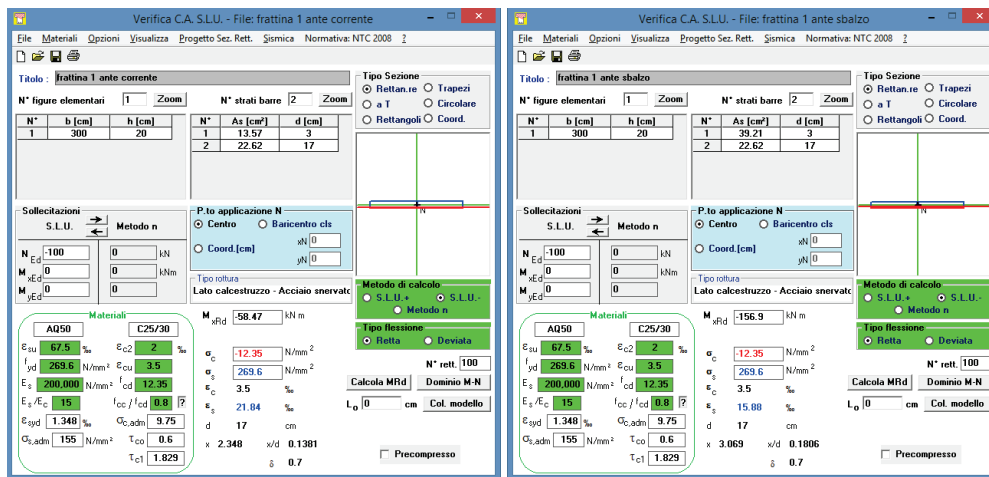 Verifica C.A. S.L.U. - File: frattina 1 ante corrente
File Materiali Opzioni Visualizza Progetto Sez. Rett. Sismica Normativa: NTC 2008 ?
Titolo : frattina 1 ante corrente
N° figure elementari 1 Zoom N° strati barre 2 Zoom
N° b [cm] h [cm]
1 300 20
N° As [cm²] d [cm]
1 13.57 3
2 22.62 17
Tipo Sezione
Rettan.re Trapezi
a T Circolare
Rettangoli Coord.
N
Sollecitazioni
S.L.U. Metodo n
N Ed -100 0 kN
M xEd 0 0 kNm
M yEd 0 0
P.to applicazione N
Centro Baricentro cls
Coord.[cm] xN 0
yN 0
Tipo rottura
Lato calcestruzzo - Acciaio snervato
Metodo di calcolo
S.L.U.+ S.L.U.-
Metodo n
Tipo flessione
Retta Deviata
N° rett. 100
Calcola MRd Dominio M-N
L₀ 0 cm Col. modello
Precompresso
Materiali
AQ50 C25/30
εsu 67.5 ‰ εc2 2 ‰
fyd 269.6 N/mm² εcu 3.5
Es 200,000 N/mm² fcd 12.35
Es/Ec 15 fcc / fcd 0.8 ?
εsyd 1.348 ‰ σc,adm 9.75
σs,adm 155 N/mm² τco 0.6
τc1 1.829
M xRd -58.47 kN m
σc -12.35 N/mm²
σs 269.6 N/mm²
εc 3.5 ‰
εs 21.84 ‰
d 17 cm
x 2.348 x/d 0.1381
δ 0.7
Verifica C.A. S.L.U. - File: frattina 1 ante sbalzo
File Materiali Opzioni Visualizza Progetto Sez. Rett. Sismica Normativa: NTC 2008 ?
Titolo : frattina 1 ante sbalzo
N° figure elementari 1 Zoom N° strati barre 2 Zoom
N° b [cm] h [cm]
1 300 20
N° As [cm²] d [cm]
1 39.21 3
2 22.62 17
Tipo Sezione
Rettan.re Trapezi
a T Circolare
Rettangoli Coord.
N
Sollecitazioni
S.L.U. Metodo n
N Ed -100 0 kN
M xEd 0 0 kNm
M yEd 0 0
P.to applicazione N
Centro Baricentro cls
Coord.[cm] xN 0
yN 0
Tipo rottura
Lato calcestruzzo - Acciaio snervato
Metodo di calcolo
S.L.U.+ S.L.U.-
Metodo n
Tipo flessione
Retta Deviata
N° rett. 100
Calcola MRd Dominio M-N
L₀ 0 cm Col. modello
Precompresso
Materiali
AQ50 C25/30
εsu 67.5 ‰ εc2 2 ‰
fyd 269.6 N/mm² εcu 3.5
Es 200,000 N/mm² fcd 12.35
Es/Ec 15 fcc / fcd 0.8 ?
εsyd 1.348 ‰ σc,adm 9.75
σs,adm 155 N/mm² τco 0.6
τc1 1.829
M xRd -156.9 kN m
σc -12.35 N/mm²
σs 269.6 N/mm²
εc 3.5 ‰
εs 15.88 ‰
d 17 cm
x 3.069 x/d 0.1806
δ 0.7